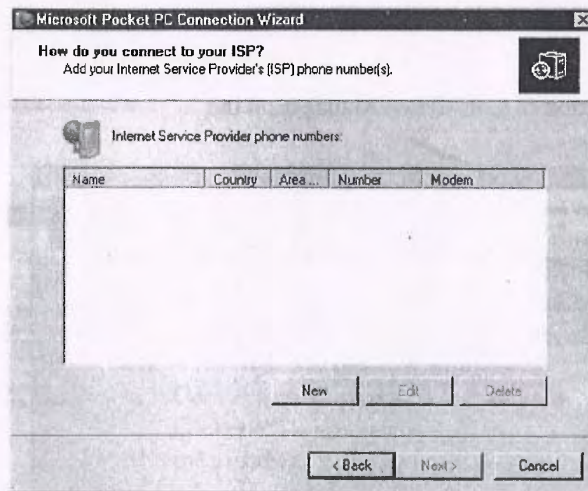 Microsoft Pocket PC Connection Wizard
How do you connect to your ISP?
Add your Internet Service Provider's (ISP) phone number(s).
Internet Service Provider phone numbers:
Name Country Area ... Number Modem
New Edit Delete
< Back Next > Cancel